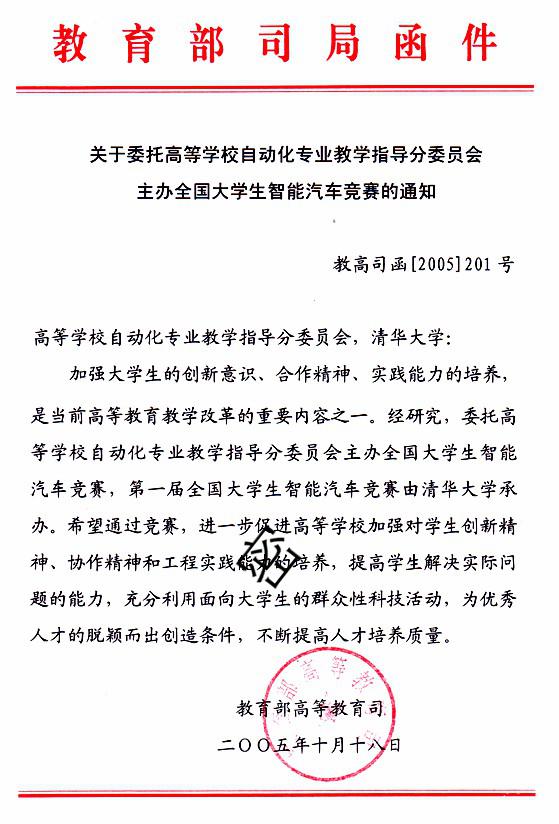 教育部司局函件
关于委托高等学校自动化专业教学指导分委员会
主办全国大学生智能汽车竞赛的通知
教高司函[2005]201 号
高等学校自动化专业教学指导分委员会，清华大学：
加强大学生的创新意识、合作精神、实践能力的培养，
是当前高等教育教学改革的重要内容之一。经研究，委托高
等学校自动化专业教学指导分委员会主办全国大学生智能
汽车竞赛，第一届全国大学生智能汽车竞赛由清华大学承
办。希望通过竞赛，进一步促进高等学校加强对学生创新精
神、协作精神和工程实践能力的培养，提高学生解决实际问
题的能力，充分利用面向大学生的群众性科技活动，为优秀
人才的脱颖而出创造条件，不断提高人才培养质量。
部高等教
教育部高等教育司
二〇〇五年十月十八日